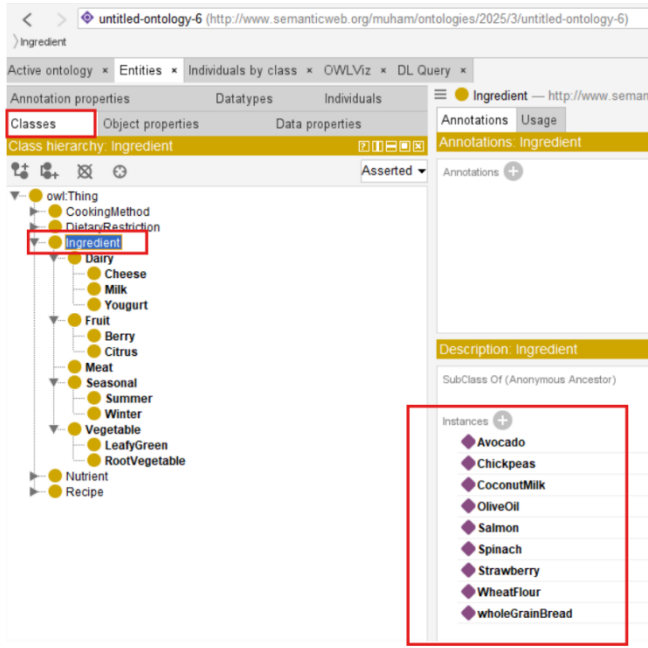 untitled-ontology-6 (http://www.semanticweb.org/muham/ontologies/2025/3/untitled-ontology-6)
Ingredient
Active ontology × Entities × Individuals by class × OWLViz × DL Query ×
Annotation properties Datatypes Individuals
Classes Object properties Data properties
Class hierarchy: Ingredient
Asserted
owl:Thing
CookingMethod
DietaryRestriction
Ingredient
Dairy
Cheese
Milk
Yougurt
Fruit
Berry
Citrus
Meat
Seasonal
Summer
Winter
Vegetable
LeafyGreen
RootVegetable
Nutrient
Recipe
Ingredient — http://www.seman
Annotations Usage
Annotations: Ingredient
Annotations
Description: Ingredient
SubClass Of (Anonymous Ancestor)
Instances
Avocado
Chickpeas
CoconutMilk
OliveOil
Salmon
Spinach
Strawberry
WheatFlour
wholeGrainBread